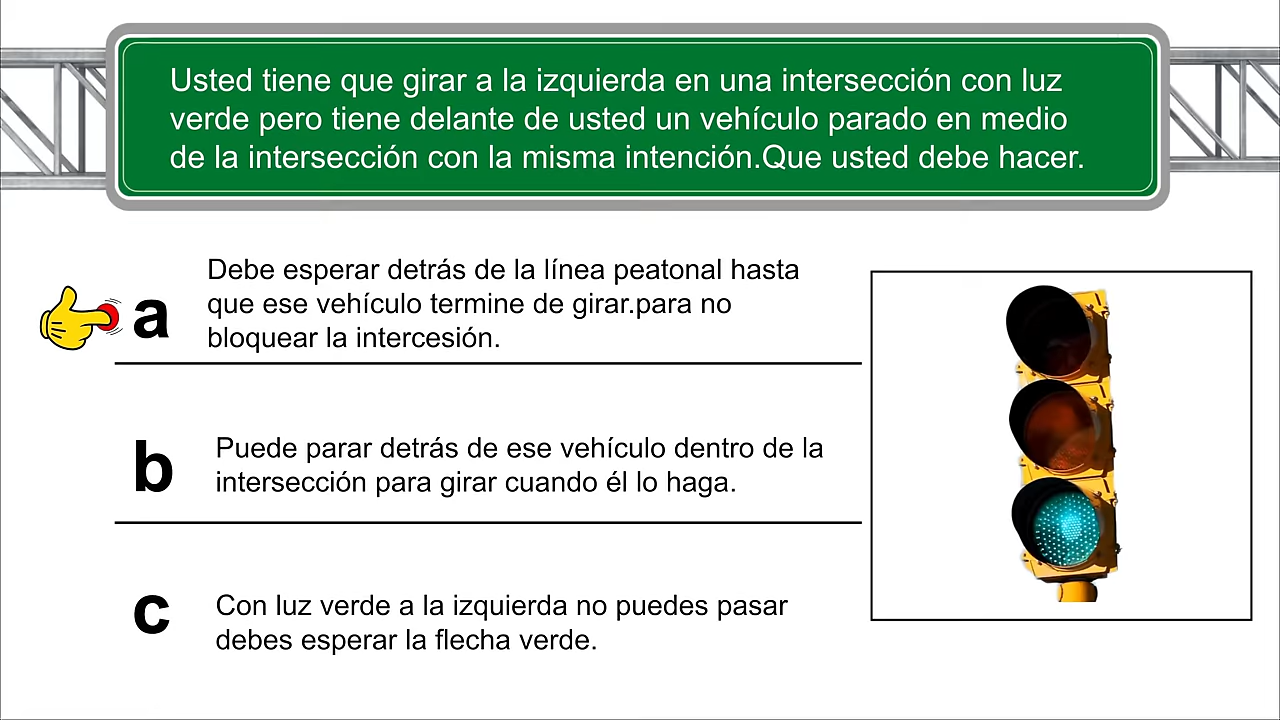 Usted tiene que girar a la izquierda en una intersección con luz
verde pero tiene delante de usted un vehículo parado en medio
de la intersección con la misma intención.Que usted debe hacer.
a
Debe esperar detrás de la línea peatonal hasta
que ese vehículo termine de girar.para no
bloquear la intercesión.
b
Puede parar detrás de ese vehículo dentro de la
intersección para girar cuando él lo haga.
c
Con luz verde a la izquierda no puedes pasar
debes esperar la flecha verde.